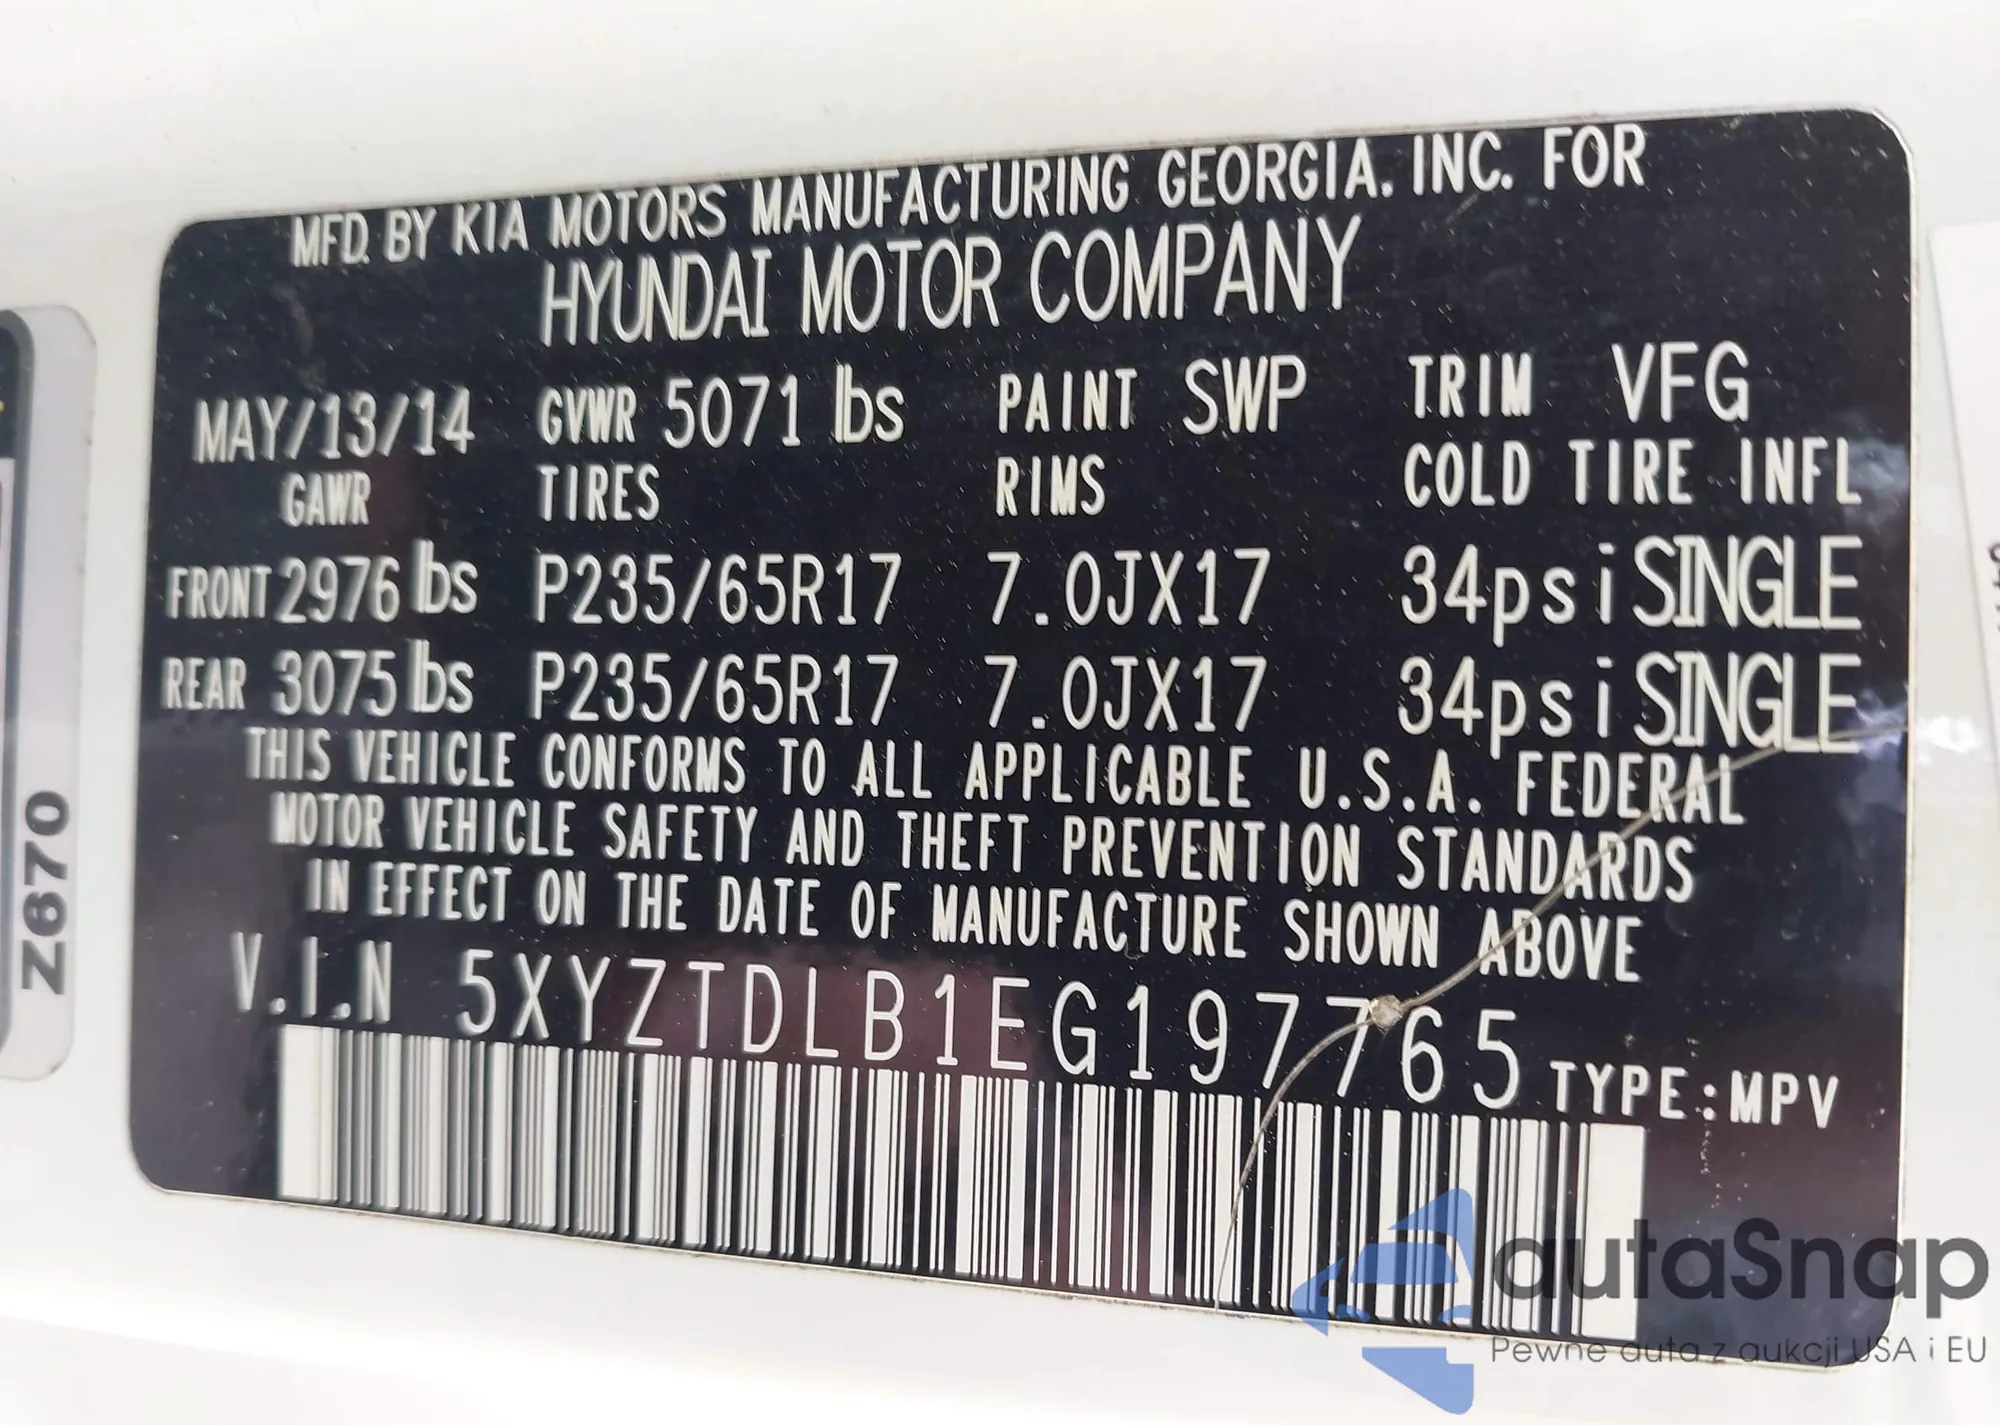 MFD. BY KIA MOTORS MANUFACTURING GEORGIA. INC. FOR
HYUNDAI MOTOR COMPANY
MAY/13/14 GVWR 5071 lbs PAINT SWP TRIM VFG
GAWR TIRES RIMS COLD TIRE INFL
FRONT 2976 lbs P235/65R17 7.0JX17 34psi SINGLE
REAR 3075 lbs P235/65R17 7.0JX17 34psi SINGLE
THIS VEHICLE CONFORMS TO ALL APPLICABLE U.S.A. FEDERAL
MOTOR VEHICLE SAFETY AND THEFT PREVENTION STANDARDS
IN EFFECT ON THE DATE OF MANUFACTURE SHOWN ABOVE
V.I.N 5XYZTDLB1EG197765 TYPE:MPV
Z670
autaSnap
Pewne auta z aukcji USA i EU